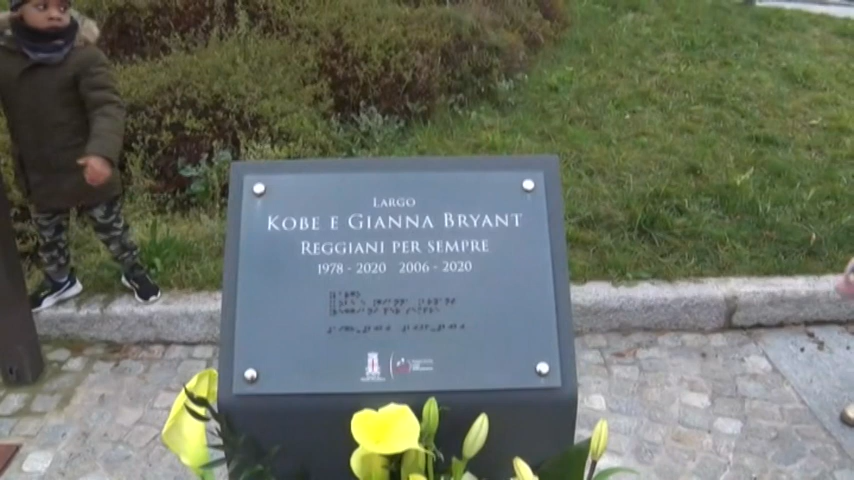 LARGO
KOBE E GIANNA BRYANT
REGGIANI PER SEMPRE
1978 - 2020 2006 - 2020